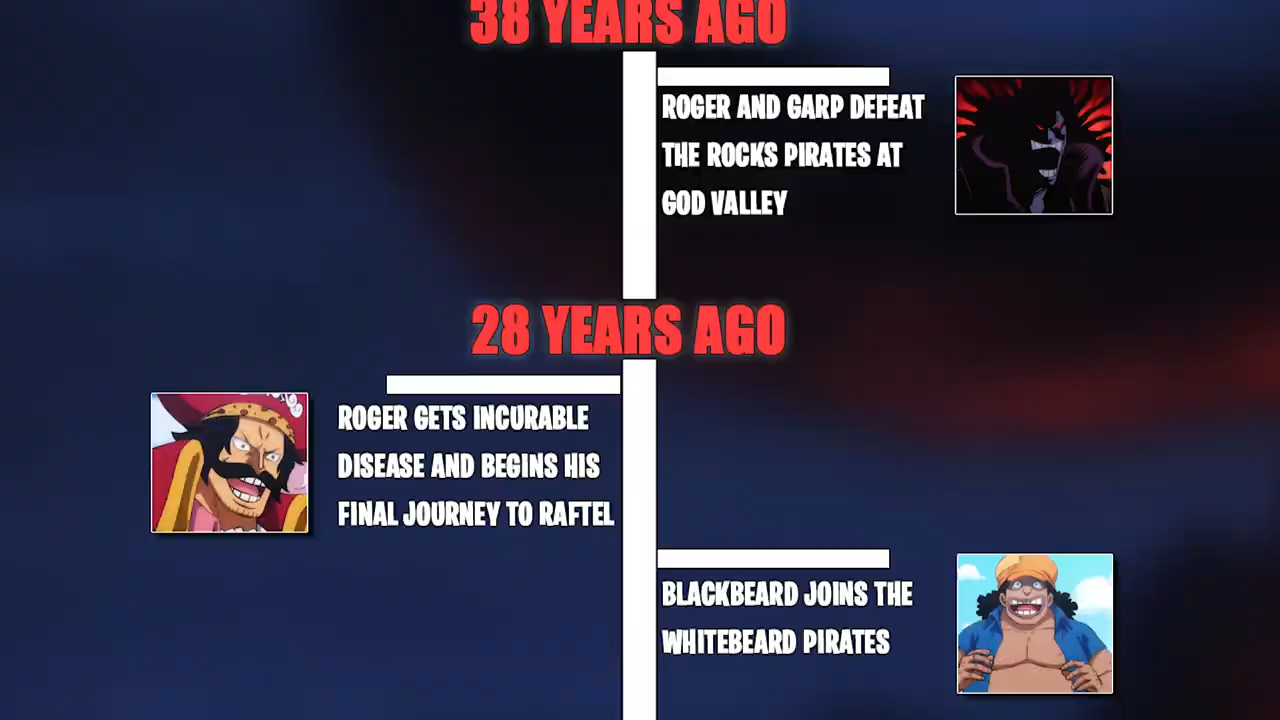 38 YEARS AGO
ROGER AND GARP DEFEAT
THE ROCKS PIRATES AT
GOD VALLEY
28 YEARS AGO
ROGER GETS INCURABLE
DISEASE AND BEGINS HIS
FINAL JOURNEY TO RAFTEL
BLACKBEARD JOINS THE
WHITEBEARD PIRATES